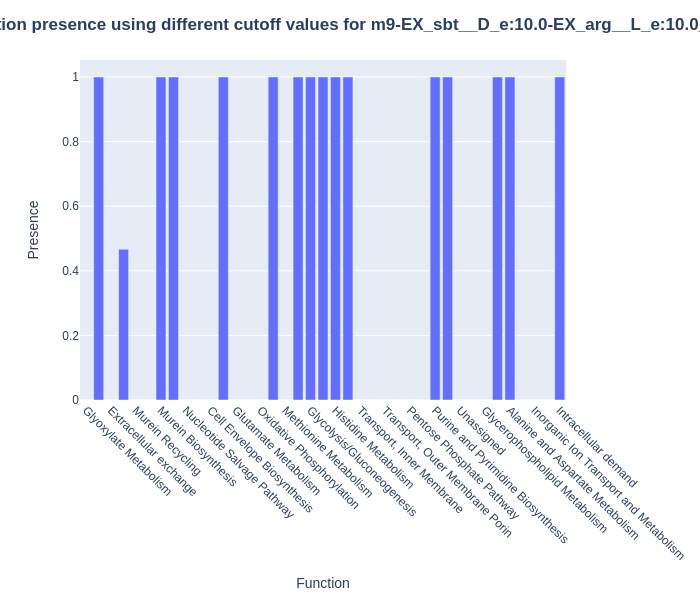 tion presence using different cutoff values for m9-EX_sbt__D_e:10.0-EX_arg__L_e:10.0_
1
0.8
0.6
0.4
0.2
0
Presence
Glyoxylate Metabolism
Extracellular exchange
Murein Recycling
Murein Biosynthesis
Nucleotide Salvage Pathway
Cell Envelope Biosynthesis
Glutamate Metabolism
Oxidative Phosphorylation
Methionine Metabolism
Glycolysis/Gluconeogenesis
Histidine Metabolism
Transport, Inner Membrane
Transport, Outer Membrane Porin
Pentose Phosphate Pathway
Purine and Pyrimidine Biosynthesis
Unassigned
Glycerophospholipid Metabolism
Alanine and Aspartate Metabolism
Inorganic Ion Transport and Metabolism
Intracellular demand
Function